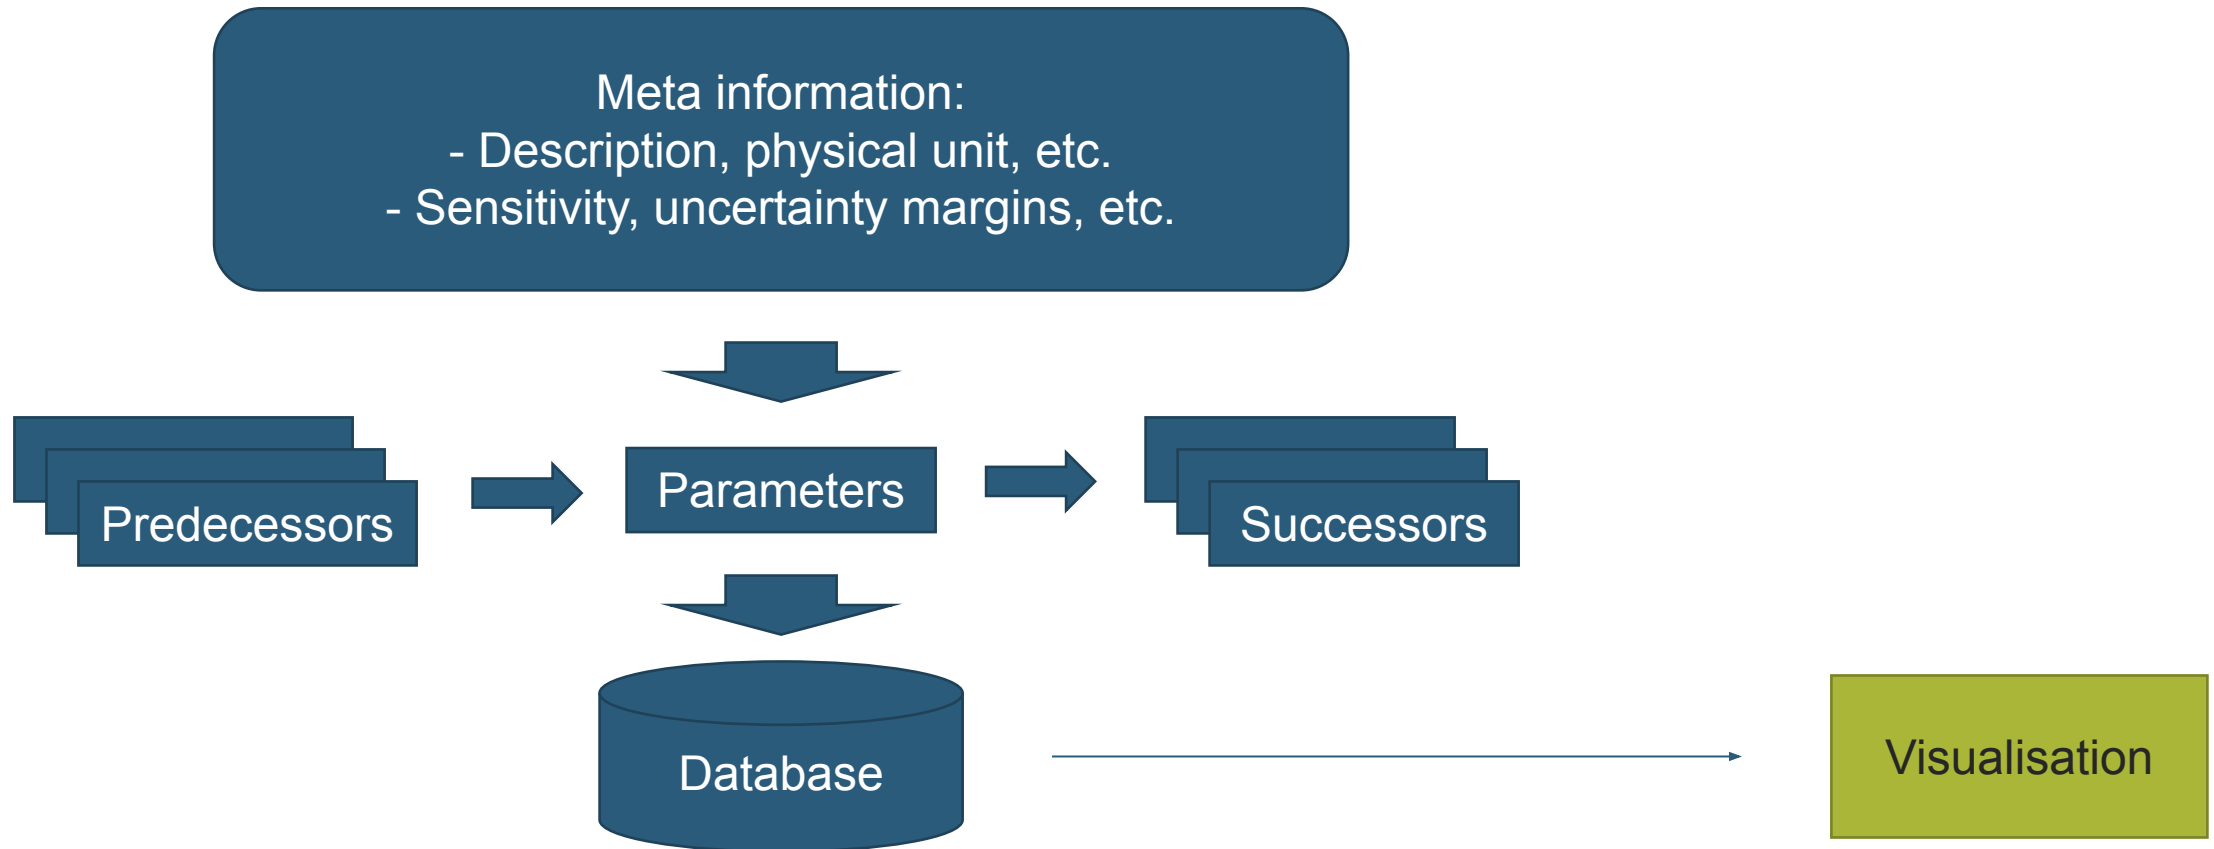 Meta information:
- Description, physical unit, etc.
- Sensitivity, uncertainty margins, etc.
Predecessors
Parameters
Successors
Database
Visualisation